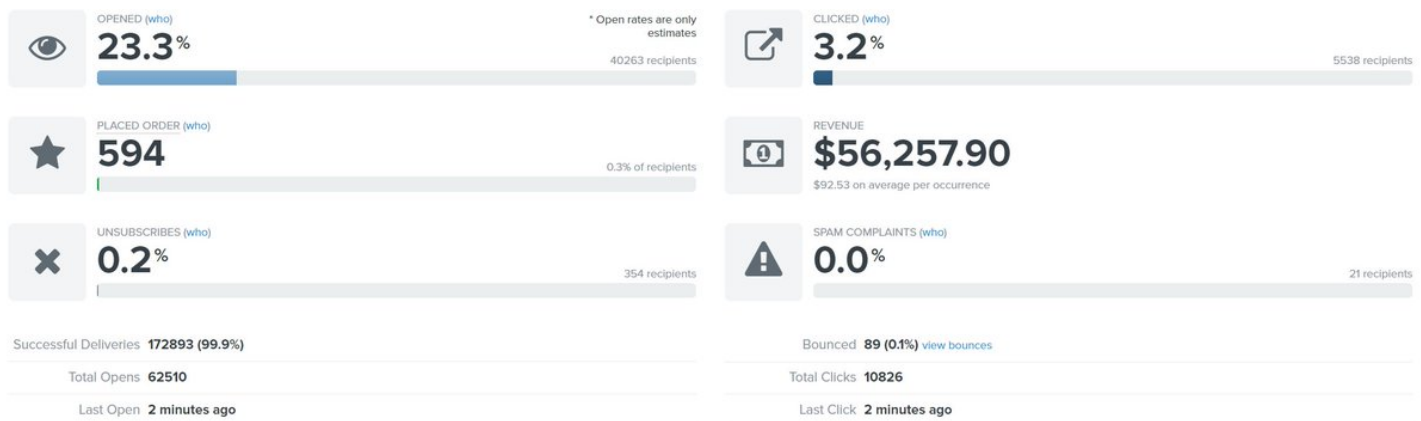 OPENED (who)
23.3%
* Open rates are only
estimates
40263 recipients
CLICKED (who)
3.2%
5538 recipients
PLACED ORDER (who)
594
0.3% of recipients
REVENUE
$56,257.90
$92.53 on average per occurrence
UNSUBSCRIBES (who)
0.2%
354 recipients
SPAM COMPLAINTS (who)
0.0%
21 recipients
Successful Deliveries 172893 (99.9%)
Bounced 89 (0.1%) view bounces
Total Opens 62510
Total Clicks 10826
Last Open 2 minutes ago
Last Click 2 minutes ago